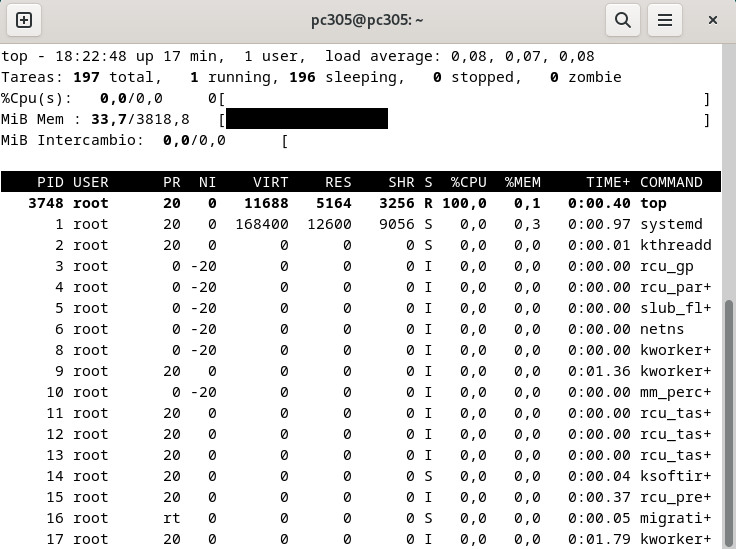 pc305@pc305: ~
top - 18:22:48 up 17 min,  1 user,  load average: 0,08, 0,07, 0,08
Tareas: 197 total,   1 running, 196 sleeping,   0 stopped,   0 zombie
%Cpu(s):   0,0/0,0     0[                                                     ]
MiB Mem : 33,7/3818,8   [                                                     ]
MiB Intercambio:  0,0/0,0      [
PID USER      PR  NI    VIRT    RES    SHR S  %CPU  %MEM     TIME+ COMMAND
3748 root      20   0   11688   5164   3256 R 100,0   0,1   0:00.40 top
1 root      20   0  168400  12600   9056 S   0,0   0,3   0:00.97 systemd
2 root      20   0       0      0      0 S   0,0   0,0   0:00.01 kthreadd
3 root       0 -20       0      0      0 I   0,0   0,0   0:00.00 rcu_gp
4 root       0 -20       0      0      0 I   0,0   0,0   0:00.00 rcu_par+
5 root       0 -20       0      0      0 I   0,0   0,0   0:00.00 slub_fl+
6 root       0 -20       0      0      0 I   0,0   0,0   0:00.00 netns
8 root       0 -20       0      0      0 I   0,0   0,0   0:00.00 kworker+
9 root      20   0       0      0      0 I   0,0   0,0   0:01.36 kworker+
10 root       0 -20       0      0      0 I   0,0   0,0   0:00.00 mm_perc+
11 root      20   0       0      0      0 I   0,0   0,0   0:00.00 rcu_tas+
12 root      20   0       0      0      0 I   0,0   0,0   0:00.00 rcu_tas+
13 root      20   0       0      0      0 I   0,0   0,0   0:00.00 rcu_tas+
14 root      20   0       0      0      0 S   0,0   0,0   0:00.04 ksoftir+
15 root      20   0       0      0      0 I   0,0   0,0   0:00.37 rcu_pre+
16 root      rt   0       0      0      0 S   0,0   0,0   0:00.05 migrati+
17 root      20   0       0      0      0 I   0,0   0,0   0:01.79 kworker+